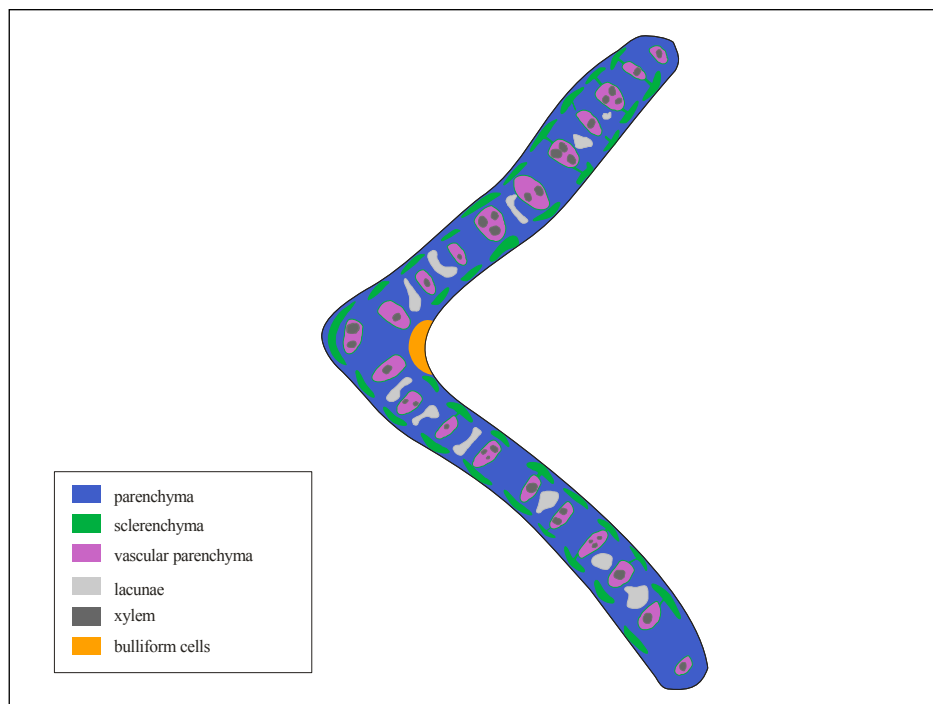 parenchyma
sclerenchyma
vascular parenchyma
lacunae
xylem
bulliform cells